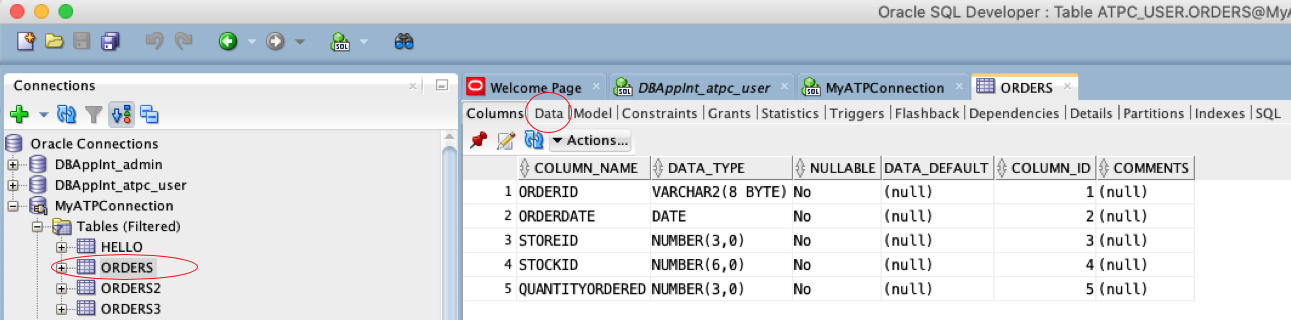 Oracle SQL Developer : Table ATPC_USER.ORDERS@MyA
SQL
Connections
Oracle Connections
DBAppInt_admin
DBAppInt_atpc_user
MyATPConnection
Tables (Filtered)
HELLO
ORDERS
ORDERS2
ORDERS3
Welcome Page DBAppInt_atpc_user MyATPConnection ORDERS
Columns Data Model Constraints Grants Statistics Triggers Flashback Dependencies Details Partitions Indexes SQL
Actions...
COLUMN_NAME DATA_TYPE NULLABLE DATA_DEFAULT COLUMN_ID COMMENTS
1 ORDERID VARCHAR2(8 BYTE) No (null) 1 (null)
2 ORDERDATE DATE No (null) 2 (null)
3 STOREID NUMBER(3,0) No (null) 3 (null)
4 STOCKID NUMBER(6,0) No (null) 4 (null)
5 QUANTITYORDERED NUMBER(3,0) No (null) 5 (null)